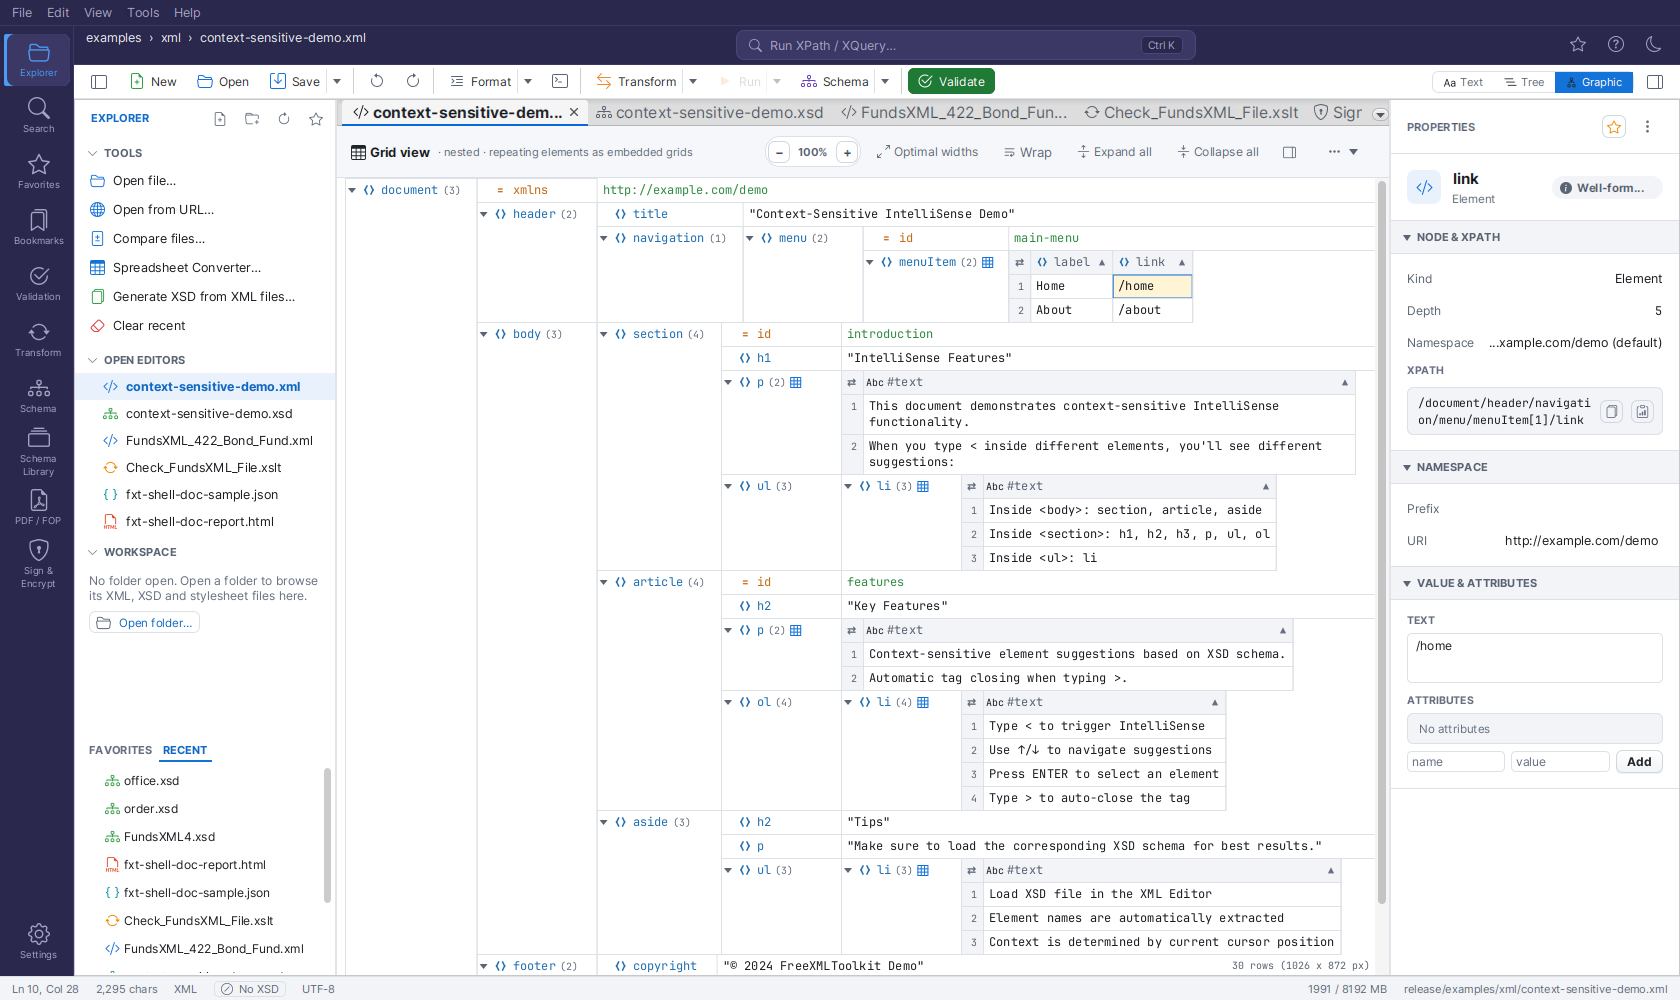 File Edit View Tools Help
examples › xml › context-sensitive-demo.xml
Run XPath / XQuery... Ctrl K
New Open Save Format Transform Run Schema Validate Text Tree Graphic
Explorer
Search
Favorites
Bookmarks
Validation
Transform
Schema
Schema Library
PDF / FOP
Sign & Encrypt
Settings
EXPLORER
TOOLS
Open file...
Open from URL...
Compare files...
Spreadsheet Converter...
Generate XSD from XML files...
Clear recent
OPEN EDITORS
context-sensitive-demo.xml
context-sensitive-demo.xsd
FundsXML_422_Bond_Fund.xml
Check_FundsXML_File.xslt
fxt-shell-doc-sample.json
fxt-shell-doc-report.html
WORKSPACE
No folder open. Open a folder to browse
its XML, XSD and stylesheet files here.
Open folder...
FAVORITES RECENT
office.xsd
order.xsd
FundsXML4.xsd
fxt-shell-doc-report.html
fxt-shell-doc-sample.json
Check_FundsXML_File.xslt
FundsXML_422_Bond_Fund.xml
context-sensitive-dem... context-sensitive-demo.xsd FundsXML_422_Bond_Fun... Check_FundsXML_File.xslt Sign
Grid view · nested · repeating elements as embedded grids 100% Optimal widths Wrap Expand all Collapse all
document (3) = xmlns http://example.com/demo
header (2) title "Context-Sensitive IntelliSense Demo"
navigation (1) menu (2) = id main-menu
menuItem (2) label link
1 Home /home
2 About /about
body (3) section (4) = id introduction
h1 "IntelliSense Features"
p (2) Abc #text
1 This document demonstrates context-sensitive IntelliSense
functionality.
2 When you type < inside different elements, you'll see different
suggestions:
ul (3) li (3) Abc #text
1 Inside <body>: section, article, aside
2 Inside <section>: h1, h2, h3, p, ul, ol
3 Inside <ul>: li
article (4) = id features
h2 "Key Features"
p (2) Abc #text
1 Context-sensitive element suggestions based on XSD schema.
2 Automatic tag closing when typing >.
ol (4) li (4) Abc #text
1 Type < to trigger IntelliSense
2 Use ↑/↓ to navigate suggestions
3 Press ENTER to select an element
4 Type > to auto-close the tag
aside (3) h2 "Tips"
p "Make sure to load the corresponding XSD schema for best results."
ul (3) li (3) Abc #text
1 Load XSD file in the XML Editor
2 Element names are automatically extracted
3 Context is determined by current cursor position
footer (2) copyright "© 2024 FreeXMLToolkit Demo" 30 rows (1026 x 872 px)
PROPERTIES
link
Element
Well-form...
NODE & XPATH
Kind Element
Depth 5
Namespace ...xample.com/demo (default)
XPATH
/document/header/navigati
on/menu/menuItem[1]/link
NAMESPACE
Prefix
URI http://example.com/demo
VALUE & ATTRIBUTES
TEXT
/home
ATTRIBUTES
No attributes
name value Add
Ln 10, Col 28 2,295 chars XML No XSD UTF-8 1991 / 8192 MB release/examples/xml/context-sensitive-demo.xml